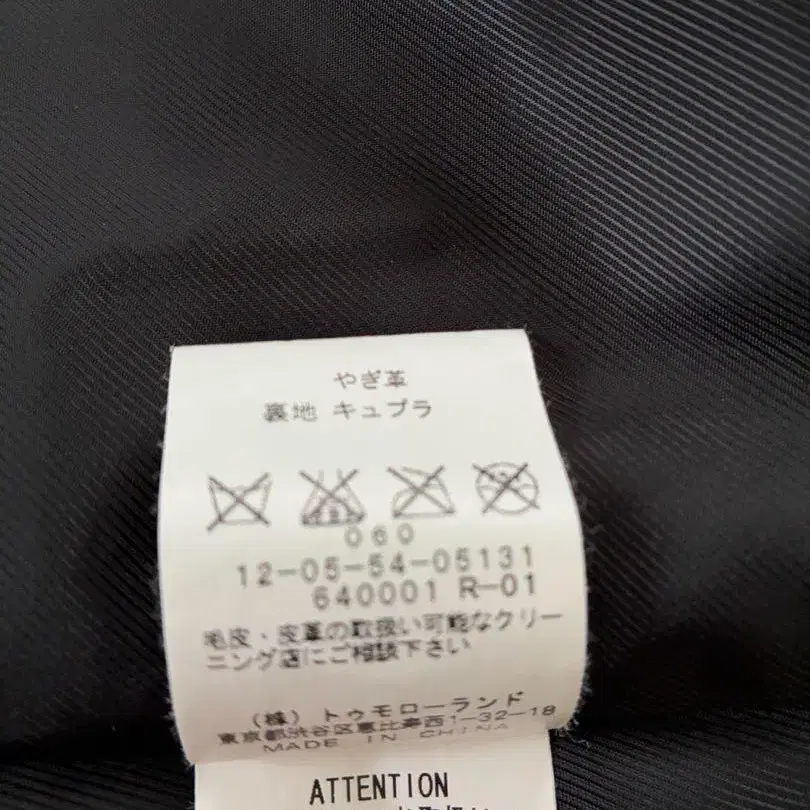 やぎ革
裏地 キュプラ
060
12-05-54-05131
640001 R-01
毛皮・皮革の取扱い可能なクリー
ニング店にご相談下さい
(株) トゥモローランド
東京都渋谷区恵比寿西1-32-18
MADE IN CHINA
ATTENTION